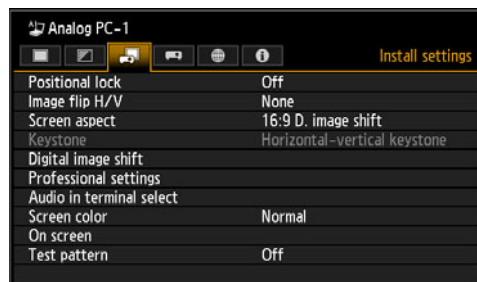 Analog PC-1
Install settings
Positional lock Off
Image flip H/V None
Screen aspect 16:9 D. image shift
Keystone Horizontal-vertical keystone
Digital image shift
Professional settings
Audio in terminal select
Screen color Normal
On screen
Test pattern Off